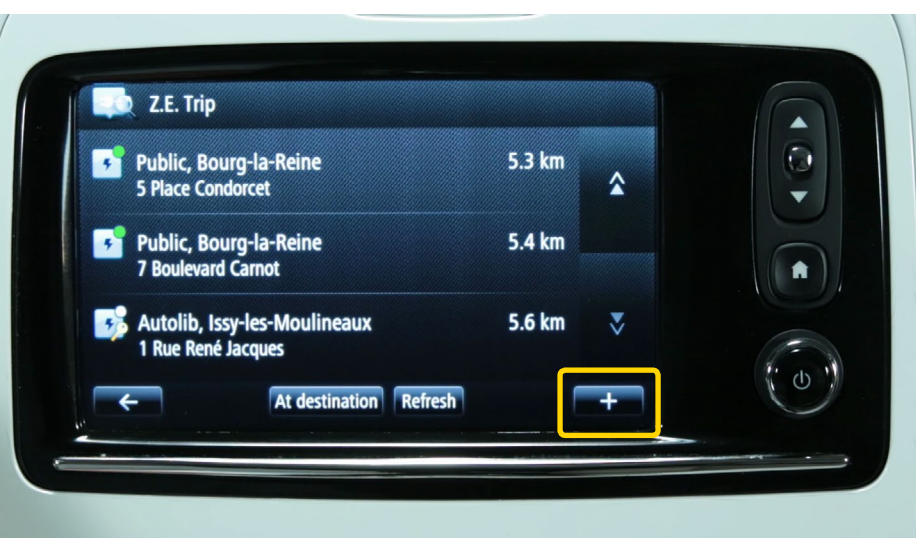 Z.E. Trip
Public, Bourg-la-Reine 5.3 km
5 Place Condorcet
Public, Bourg-la-Reine 5.4 km
7 Boulevard Carnot
Autolib, Issy-les-Moulineaux 5.6 km
1 Rue René Jacques
At destination Refresh +